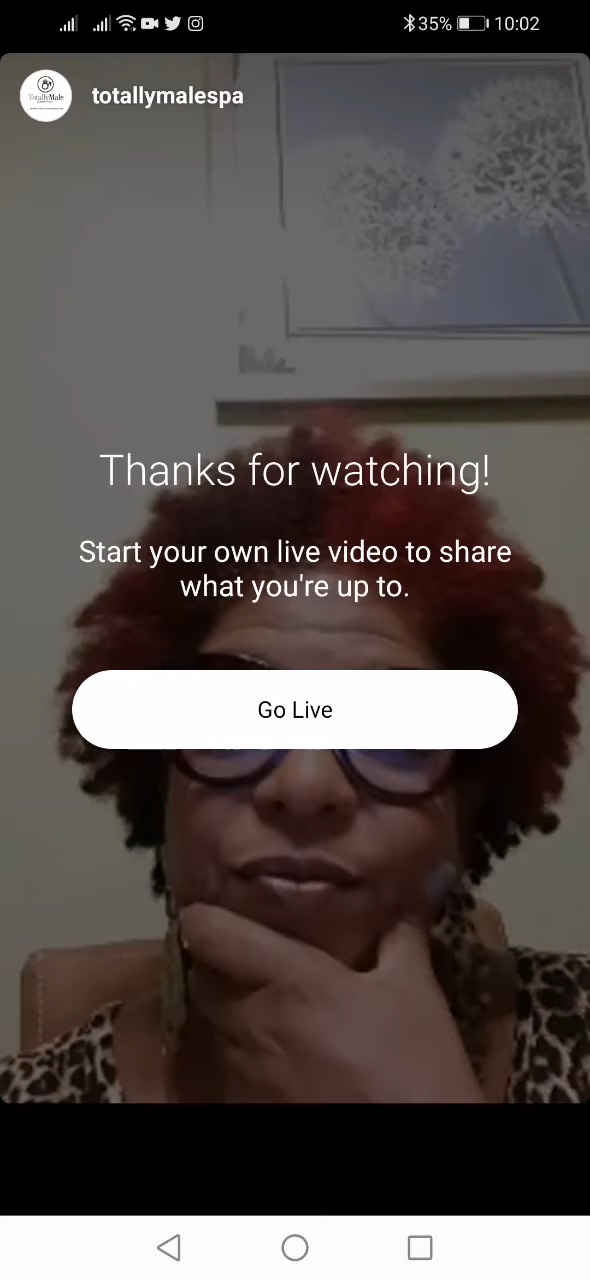 35% 10:02
TotallyMale
totallymalespa
Thanks for watching!
Start your own live video to share
what you're up to.
Go Live